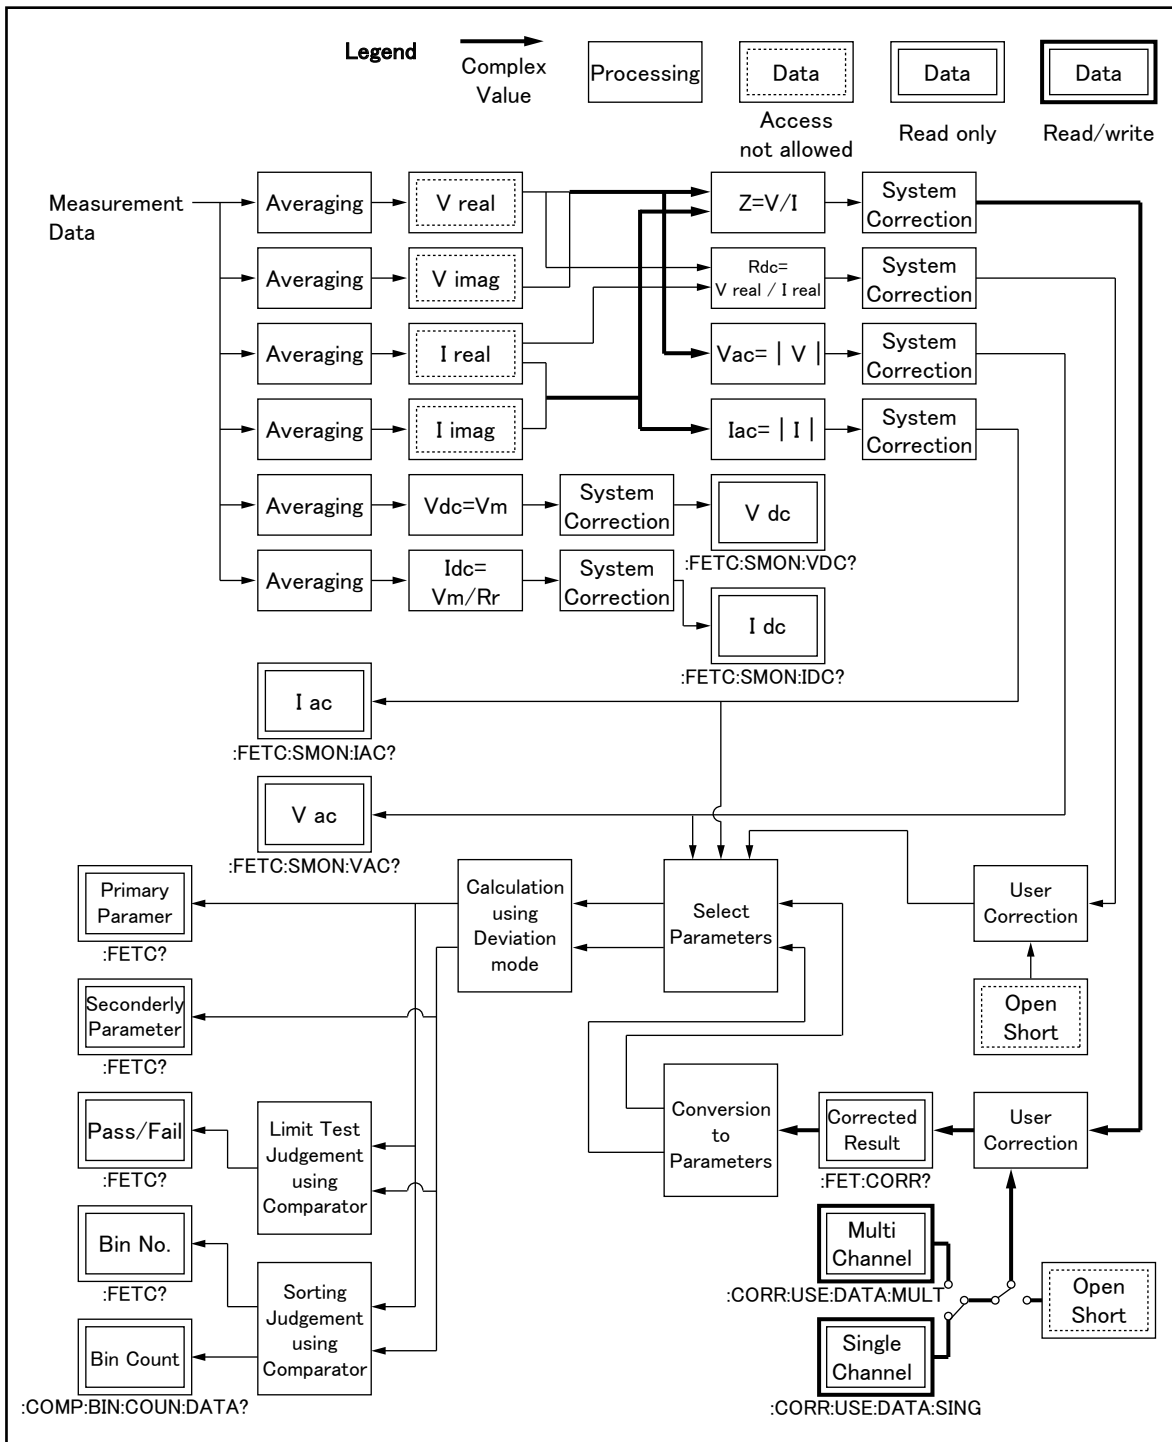 Legend
Complex
Value
Processing
Data
Access
not allowed
Data
Read only
Data
Read/write
Measurement
Data
Averaging
V real
Z=V/I
System
Correction
Averaging
V imag
Rdc=
V real / I real
System
Correction
Averaging
I real
Vac= | V |
System
Correction
Averaging
I imag
Iac= | I |
System
Correction
Averaging
Vdc=Vm
System
Correction
V dc
:FETC:SMON:VDC?
Averaging
Idc=
Vm/Rr
System
Correction
I dc
:FETC:SMON:IDC?
I ac
:FETC:SMON:IAC?
V ac
:FETC:SMON:VAC?
Primary
Paramer
:FETC?
Calculation
using
Deviation
mode
Select
Parameters
User
Correction
Seconderly
Parameter
:FETC?
Open
Short
Pass/Fail
:FETC?
Limit Test
Judgement
using
Comparator
Conversion
to
Parameters
Corrected
Result
:FET:CORR?
User
Correction
Bin No.
:FETC?
Multi
Channel
:CORR:USE:DATA:MULT
Sorting
Judgement
using
Comparator
Open
Short
Bin Count
:COMP:BIN:COUN:DATA?
Single
Channel
:CORR:USE:DATA:SING